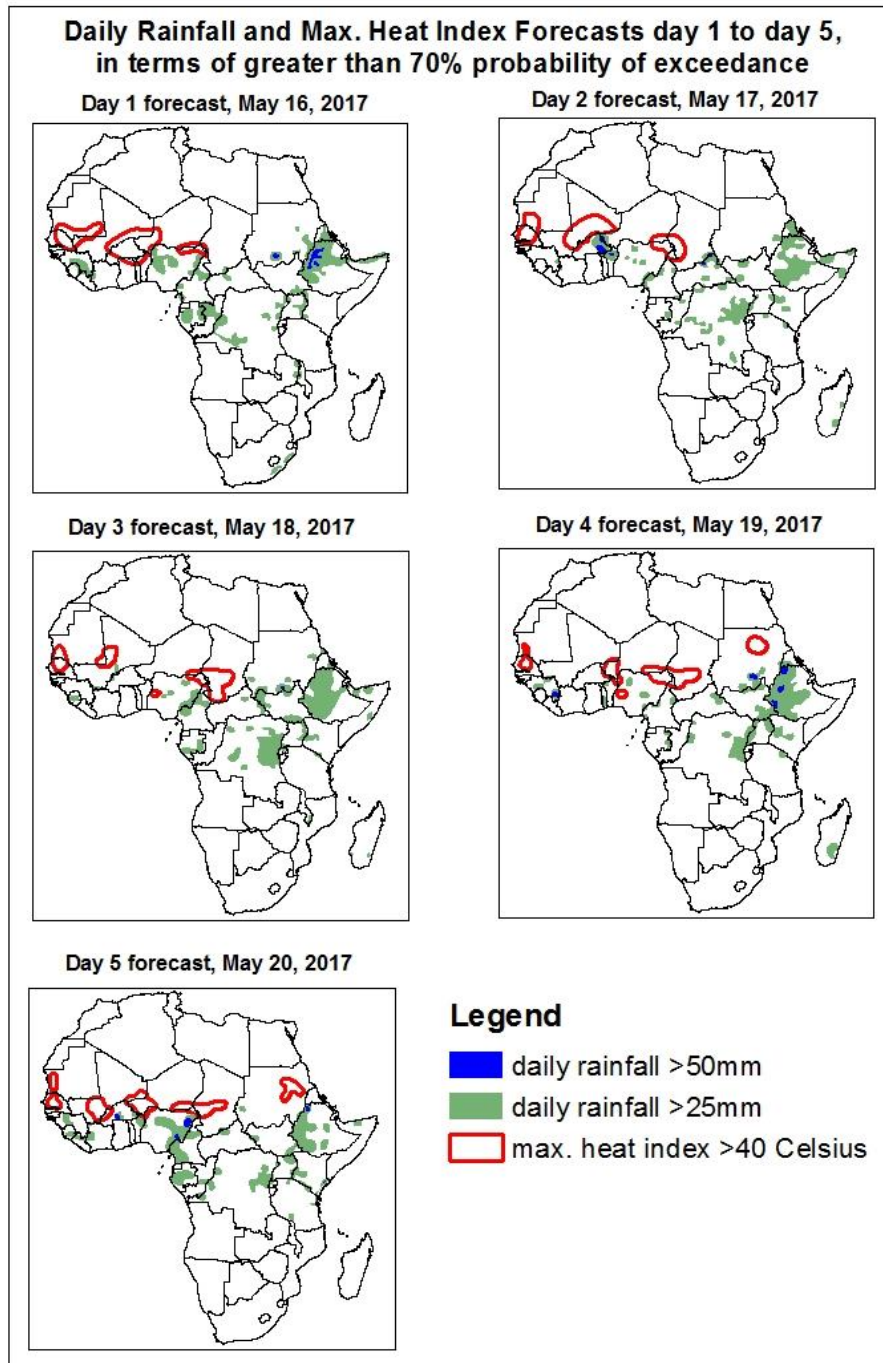 Daily Rainfall and Max. Heat Index Forecasts day 1 to day 5,
in terms of greater than 70% probability of exceedance
Day 1 forecast, May 16, 2017
Day 2 forecast, May 17, 2017
Day 3 forecast, May 18, 2017
Day 4 forecast, May 19, 2017
Day 5 forecast, May 20, 2017
Legend
daily rainfall >50mm
daily rainfall >25mm
max. heat index >40 Celsius